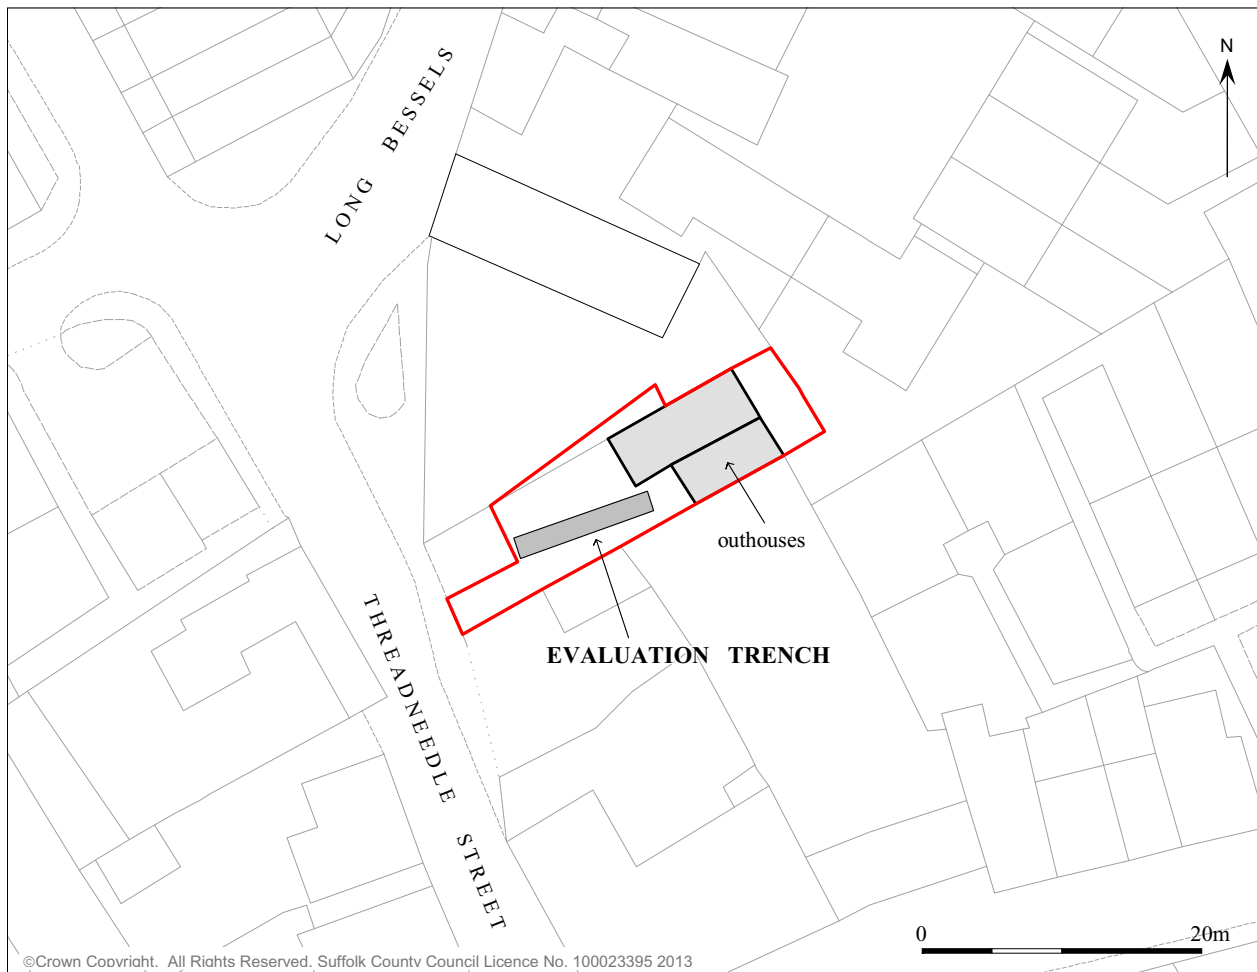 N
LONG BESSELS
outhouses
EVALUATION TRENCH
THREADNEEDLE STREET
0 20m
©Crown Copyright. All Rights Reserved. Suffolk County Council Licence No. 100023395 2013